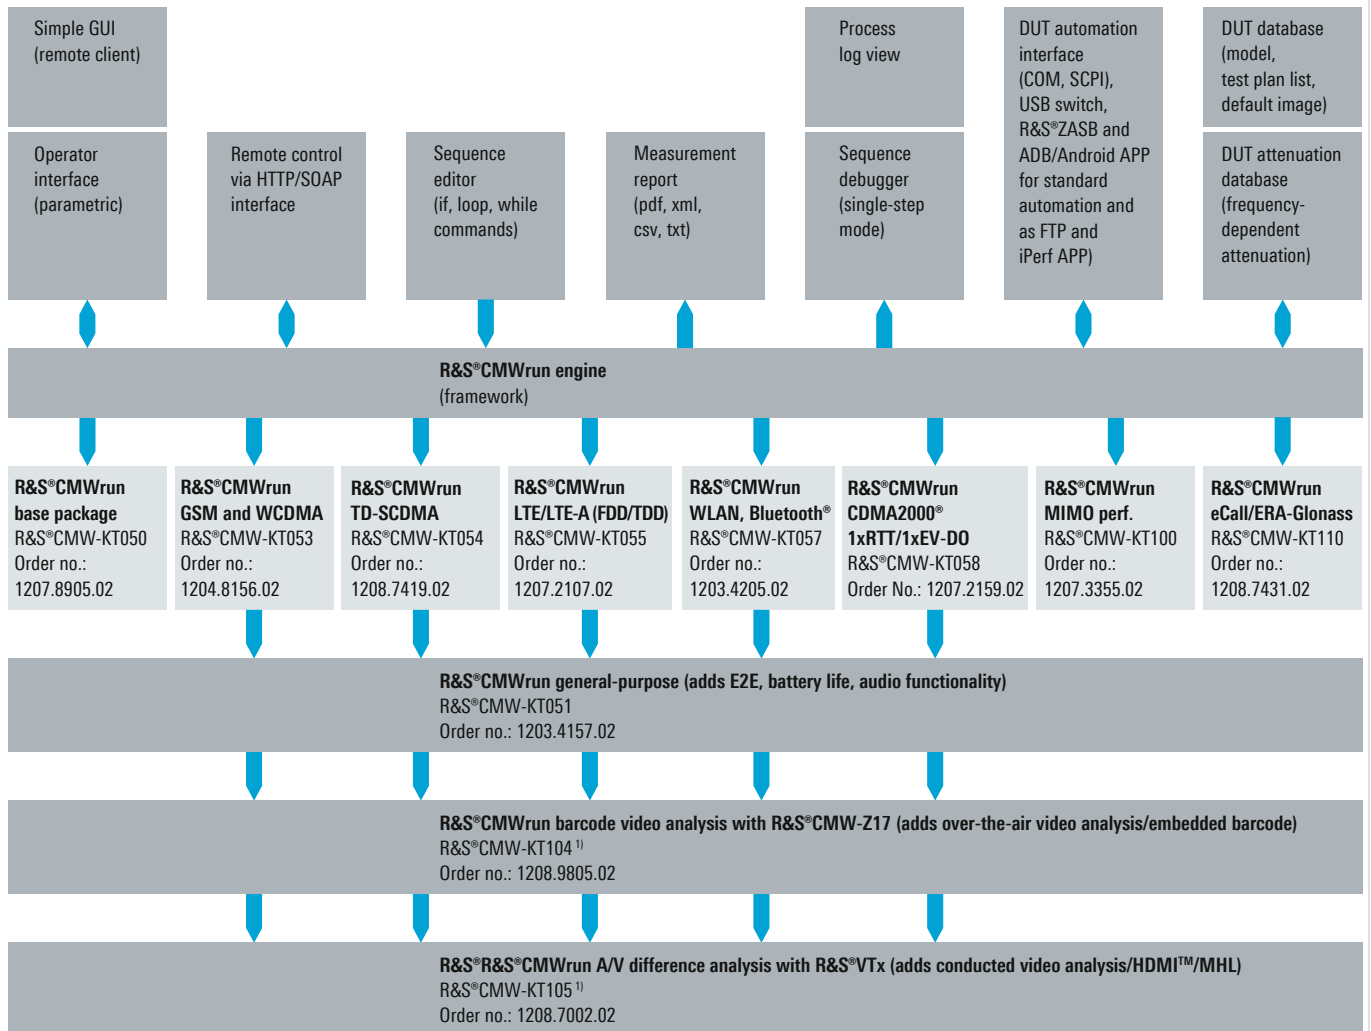 Simple GUI
(remote client)
Process
log view
DUT automation
interface
(COM, SCPI),
USB switch,
R&S®ZASB and
ADB/Android APP
for standard
automation and
as FTP and
iPerf APP)
DUT database
(model,
test plan list,
default image)
Operator
interface
(parametric)
Remote control
via HTTP/SOAP
interface
Sequence
editor
(if, loop, while
commands)
Measurement
report
(pdf, xml,
csv, txt)
Sequence
debugger
(single-step
mode)
DUT attenuation
database
(frequency-
dependent
attenuation)
R&S®CMWrun engine
(framework)
R&S®CMWrun
base package
R&S®CMW-KT050
Order no.:
1207.8905.02
R&S®CMWrun
GSM and WCDMA
R&S®CMW-KT053
Order no.:
1204.8156.02
R&S®CMWrun
TD-SCDMA
R&S®CMW-KT054
Order no.:
1208.7419.02
R&S®CMWrun
LTE/LTE-A (FDD/TDD)
R&S®CMW-KT055
Order no.:
1207.2107.02
R&S®CMWrun
WLAN, Bluetooth®
R&S®CMW-KT057
Order no.:
1203.4205.02
R&S®CMWrun
CDMA2000®
1xRTT/1xEV-DO
R&S®CMW-KT058
Order No.: 1207.2159.02
R&S®CMWrun
MIMO perf.
R&S®CMW-KT100
Order no.:
1207.3355.02
R&S®CMWrun
eCall/ERA-Glonass
R&S®CMW-KT110
Order no.:
1208.7431.02
R&S®CMWrun general-purpose (adds E2E, battery life, audio functionality)
R&S®CMW-KT051
Order no.: 1203.4157.02
R&S®CMWrun barcode video analysis with R&S®CMW-Z17 (adds over-the-air video analysis/embedded barcode)
R&S®CMW-KT104 1)
Order no.: 1208.9805.02
R&S®R&S®CMWrun A/V difference analysis with R&S®VTx (adds conducted video analysis/HDMI™/MHL)
R&S®CMW-KT105 1)
Order no.: 1208.7002.02